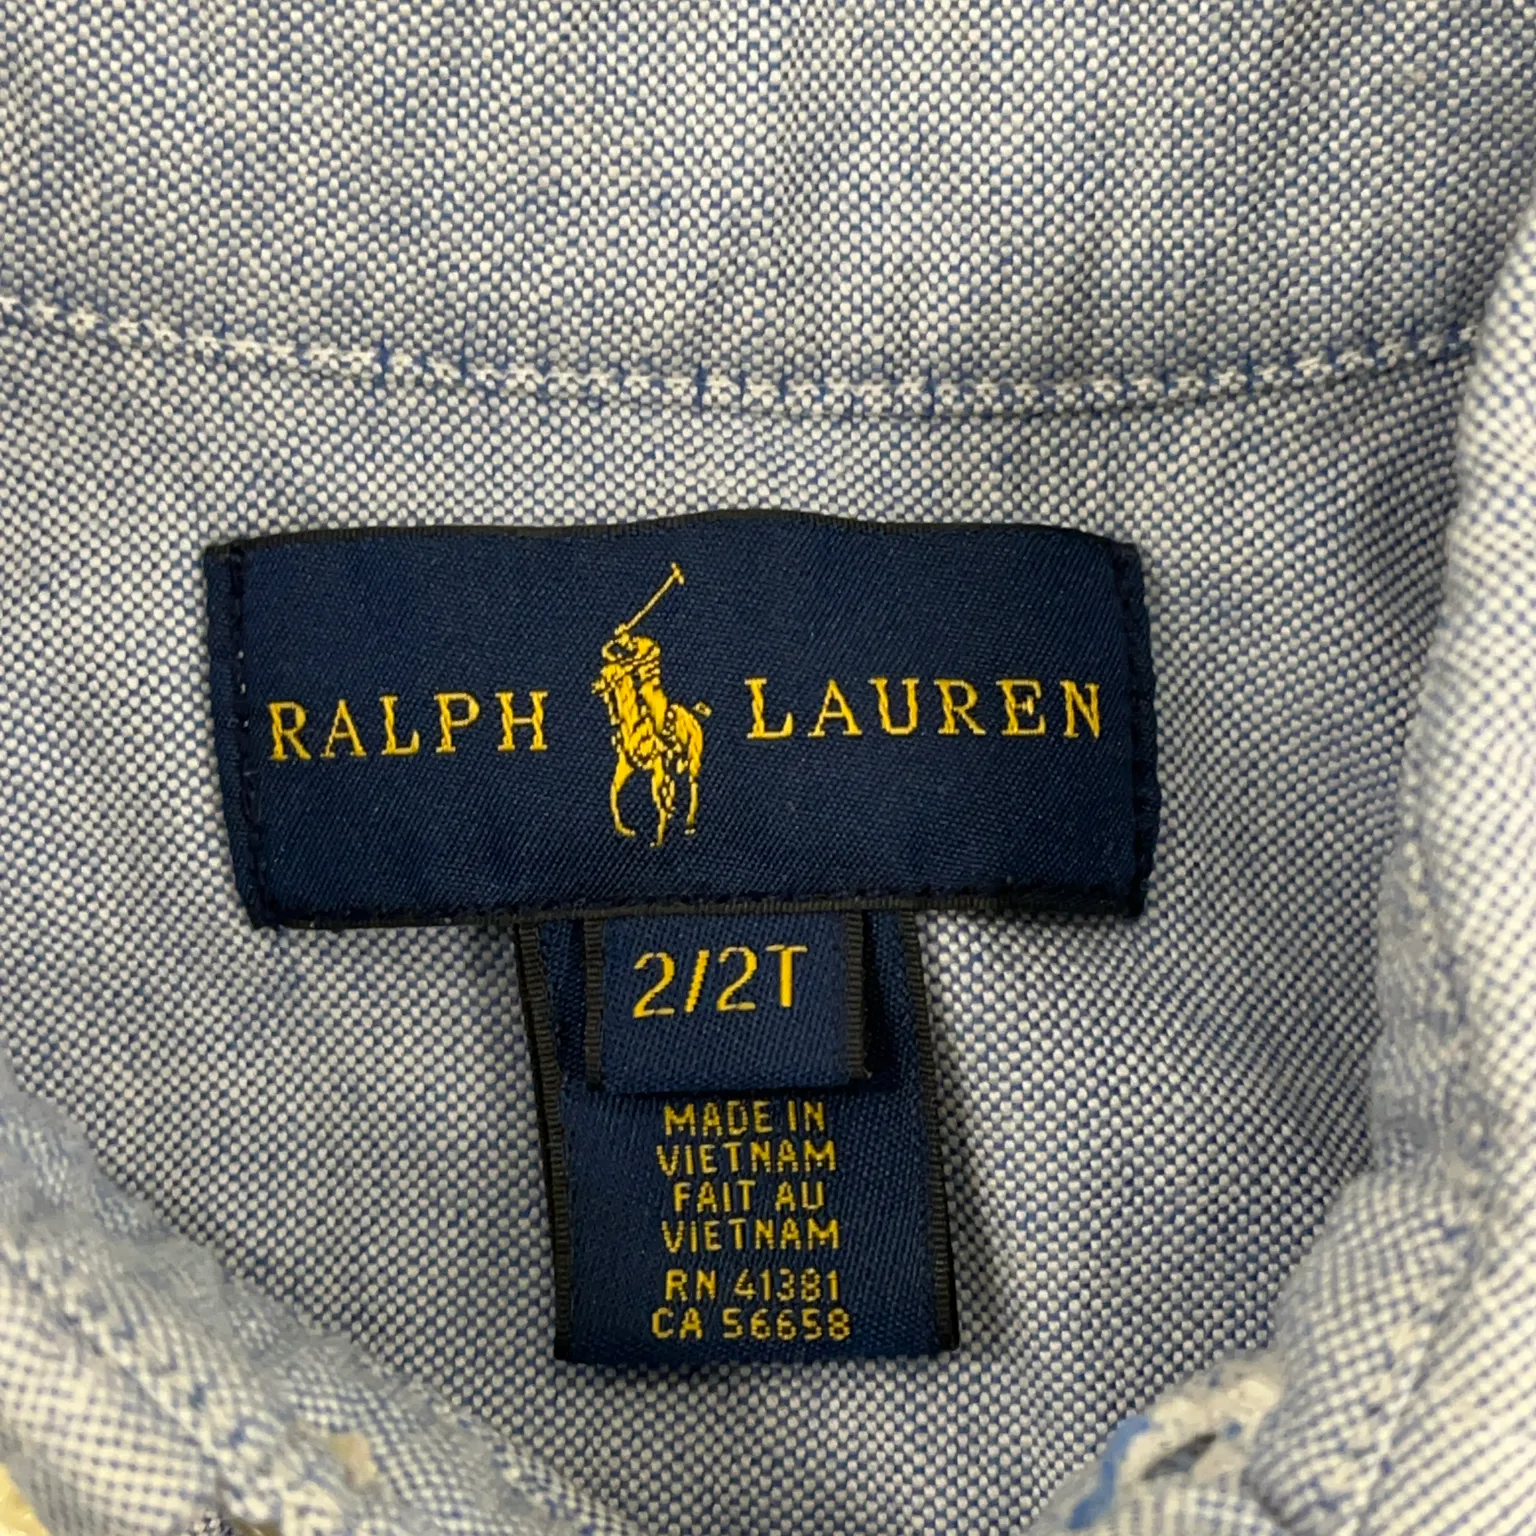 RALPH LAUREN
2/2T
MADE IN
VIETNAM
FAIT AU
VIETNAM
RN 41381
CA 56658